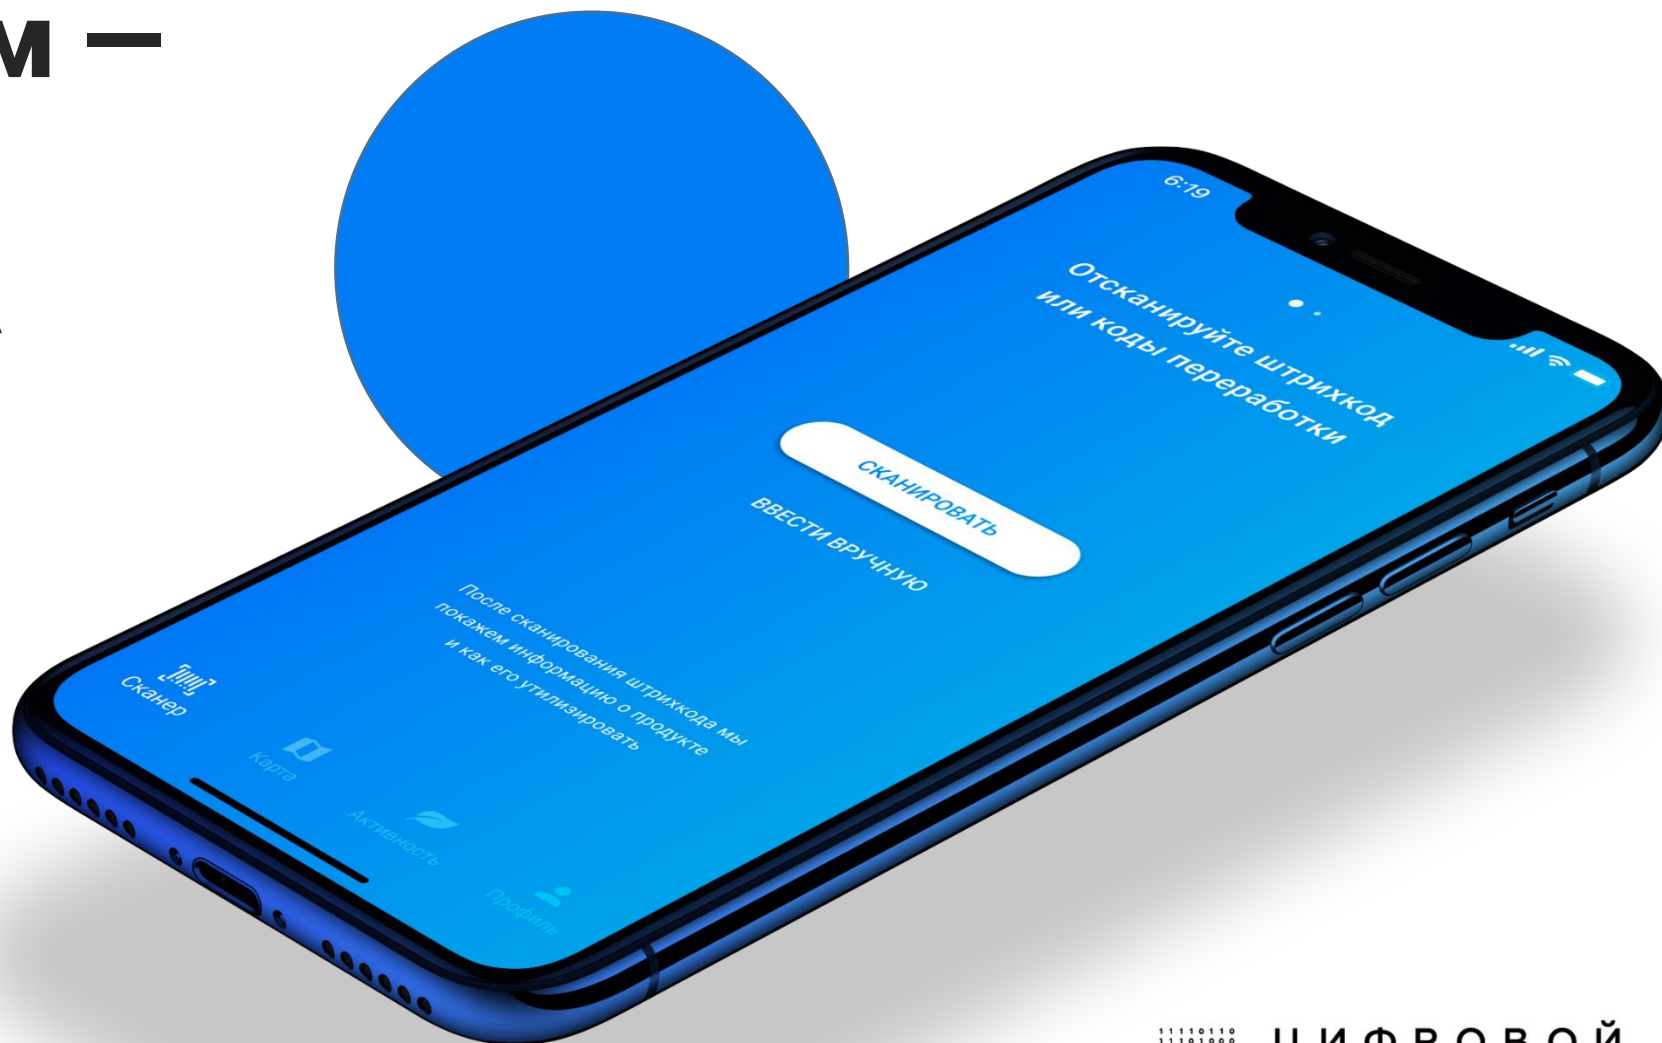 м —
6:19
Отсканируйте штрихкод
или коды переработки
СКАНИРОВАТЬ
ВВЕСТИ ВРУЧНУЮ
После сканирования штрихкода мы
покажем информацию о продукте
и как его утилизировать
Сканер
Карта
Активность
Профиль
11110110
ЦИФРОВОЙ